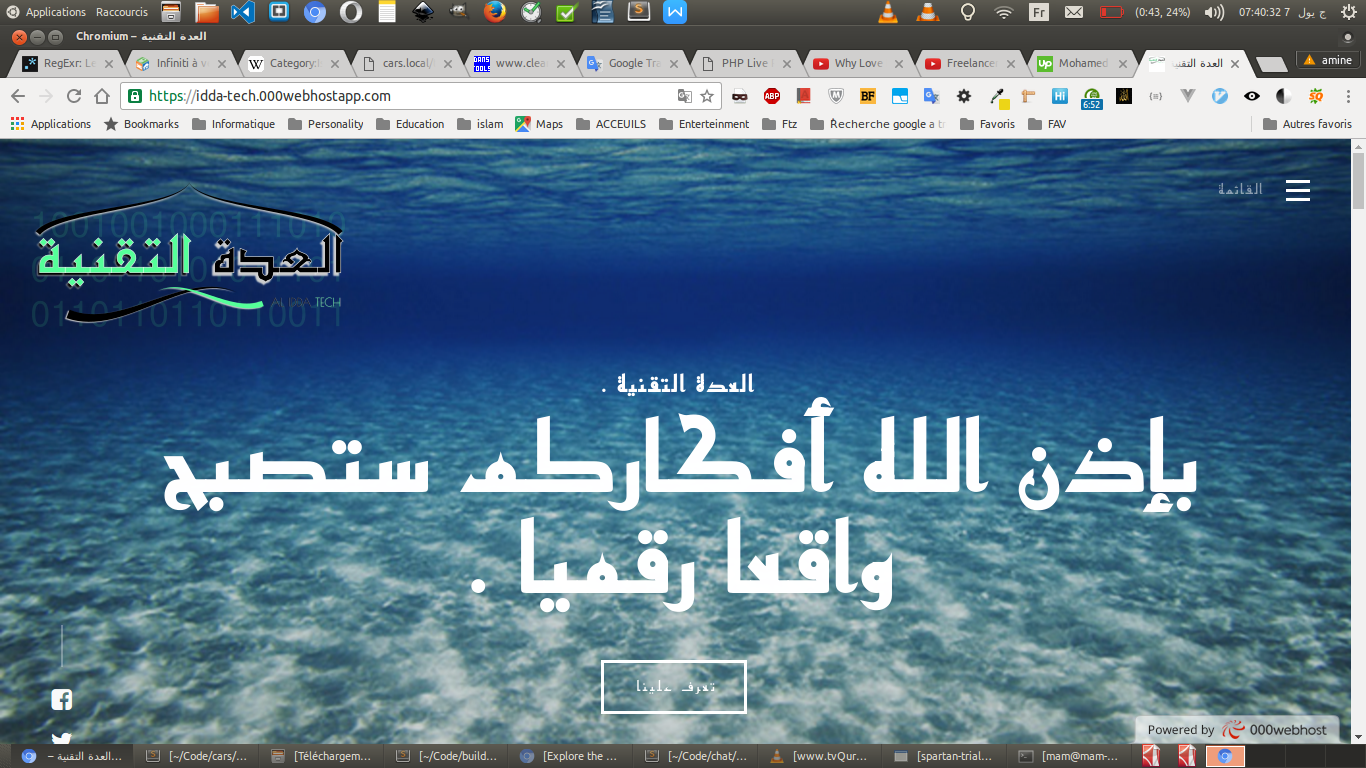 Applications Raccourcis Fr (0:43, 24%) 07:40:32 7 ج يول
Chromium – العدة التقنية
amine
RegExr: Le
Infiniti à v
Category:
cars.local/
www.clea
Google Tra
PHP Live
Why Love
Freelance
Mohamed
العدة التقنية
https://idda-tech.000webhostapp.com
6:52
Applications Bookmarks Informatique Personality Education islam Maps ACCEUILS Enterteinment Ftz Recherche google a tr Favoris FAV Autres favoris
القائمة
العدة التقنية
AL IDDA TECH
0110110110110011
العدة التقنية .
بإذن الله أفكاركم ستصبح
واقعا رقميا .
تعرف علينا
Powered by 000webhost
العدة التقنية – ...
[~/Code/cars/...
[Téléchargem...
[~/Code/build...
[Explore the ...
[~/Code/chat/...
[www.tvQur...
[spartan-trial...
[mam@mam-...